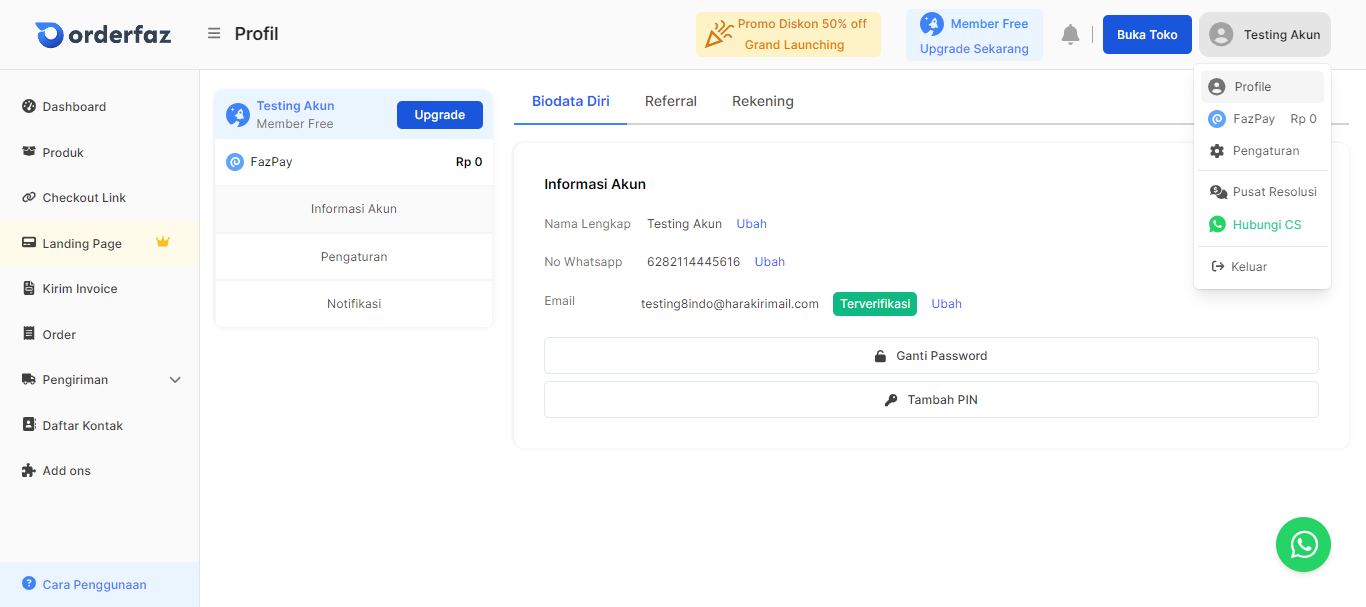 orderfaz
Profil
Promo Diskon 50% off
Grand Launching
Member Free
Upgrade Sekarang
Buka Toko
Testing Akun
Profile
FazPay Rp 0
Pengaturan
Pusat Resolusi
Hubungi CS
Keluar
Dashboard
Produk
Checkout Link
Landing Page
Kirim Invoice
Order
Pengiriman
Daftar Kontak
Add ons
Cara Penggunaan
Testing Akun
Member Free
Upgrade
FazPay Rp 0
Informasi Akun
Pengaturan
Notifikasi
Biodata Diri Referral Rekening
Informasi Akun
Nama Lengkap Testing Akun Ubah
No Whatsapp 6282114445616 Ubah
Email testing8indo@harakirimail.com Terverifikasi Ubah
Ganti Password
Tambah PIN